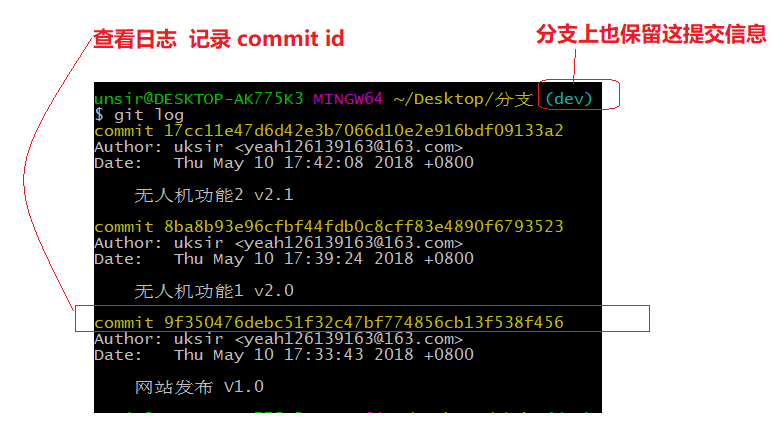 查看日志 记录 commit id
分支上也保留这提交信息
unsir@DESKTOP-AK775K3 MINGW64 ~/Desktop/分支 (dev)
$ git log
commit 17cc11e47d6d42e3b7066d10e2e916bdf09133a2
Author: uksir <yeah126139163@163.com>
Date: Thu May 10 17:42:08 2018 +0800
无人机功能2 v2.1
commit 8ba8b93e96cfbf44fdb0c8cff83e4890f6793523
Author: uksir <yeah126139163@163.com>
Date: Thu May 10 17:39:24 2018 +0800
无人机功能1 v2.0
commit 9f350476debc51f32c47bf774856cb13f538f456
Author: uksir <yeah126139163@163.com>
Date: Thu May 10 17:33:43 2018 +0800
网站发布 v1.0